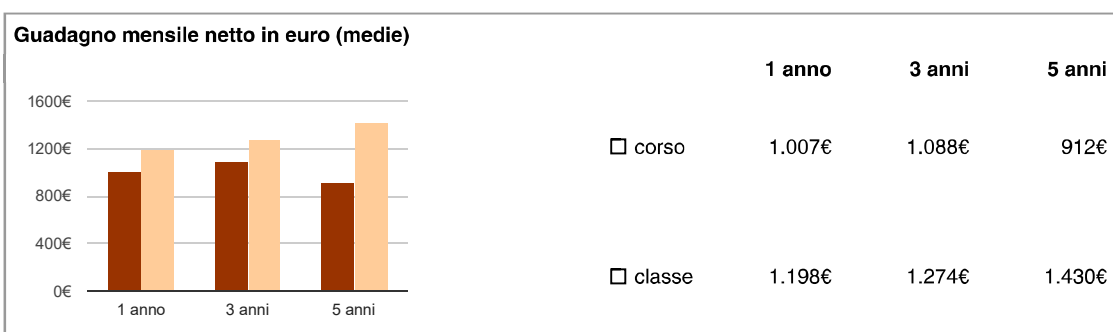 Guadagno mensile netto in euro (medie)
1 anno 3 anni 5 anni
1600€
1200€
800€
400€
0€
1 anno 3 anni 5 anni
corso 1.007€ 1.088€ 912€
classe 1.198€ 1.274€ 1.430€